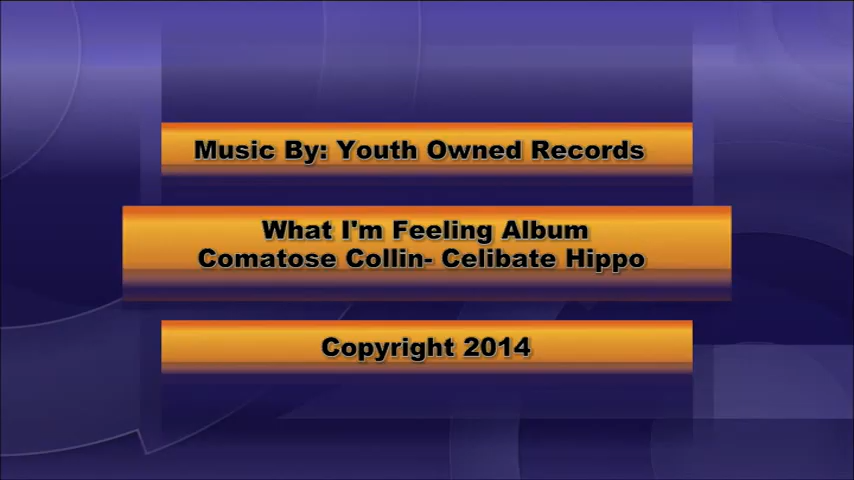 Music By: Youth Owned Records
What I'm Feeling Album
Comatose Collin- Celibate Hippo
Copyright 2014